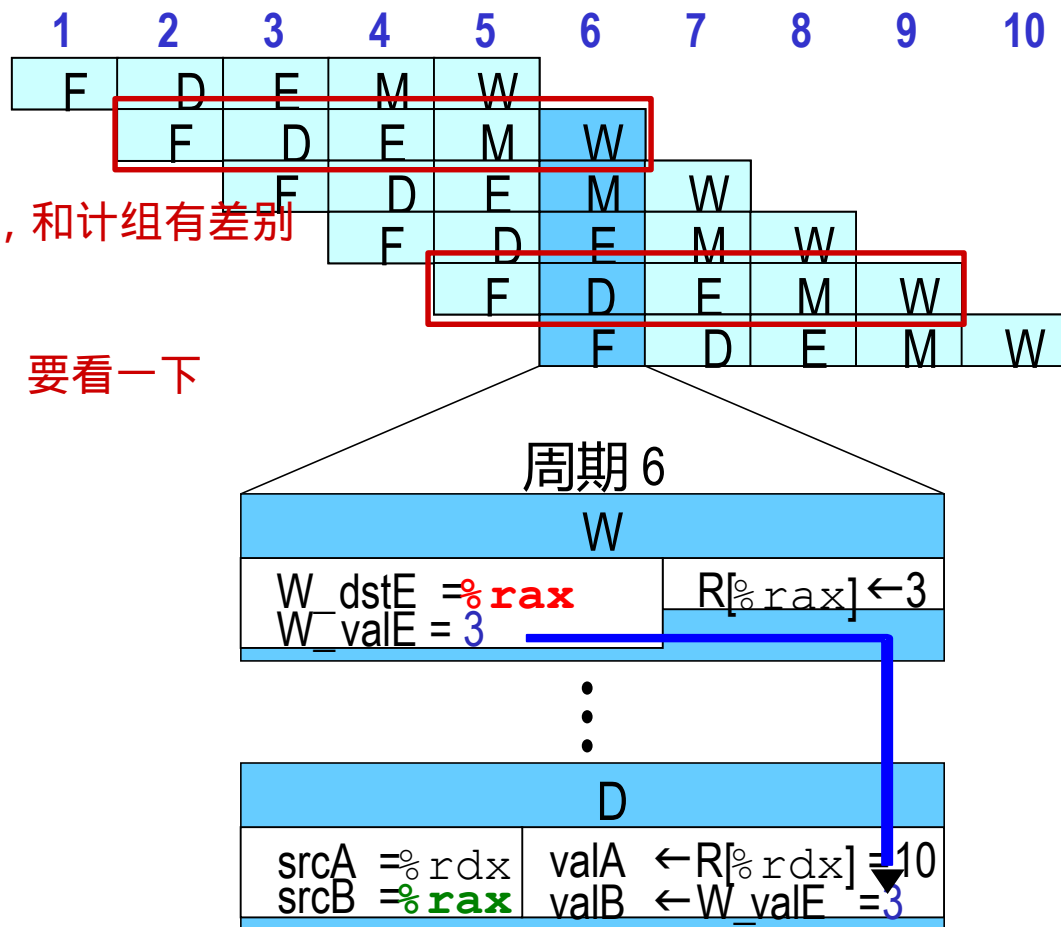 1 2 3 4 5 6 7 8 9 10
F D E M W
F D E M W
F D E M W
，和计组有差别
F D E M W
F D E M W
F D E M W
要看一下
周期 6
W
W_dstE =%rax R[%rax]←3
W_valE = 3
D
srcA =%rdx valA ←R[%rdx] =10
srcB =%rax valB ←W_valE =3